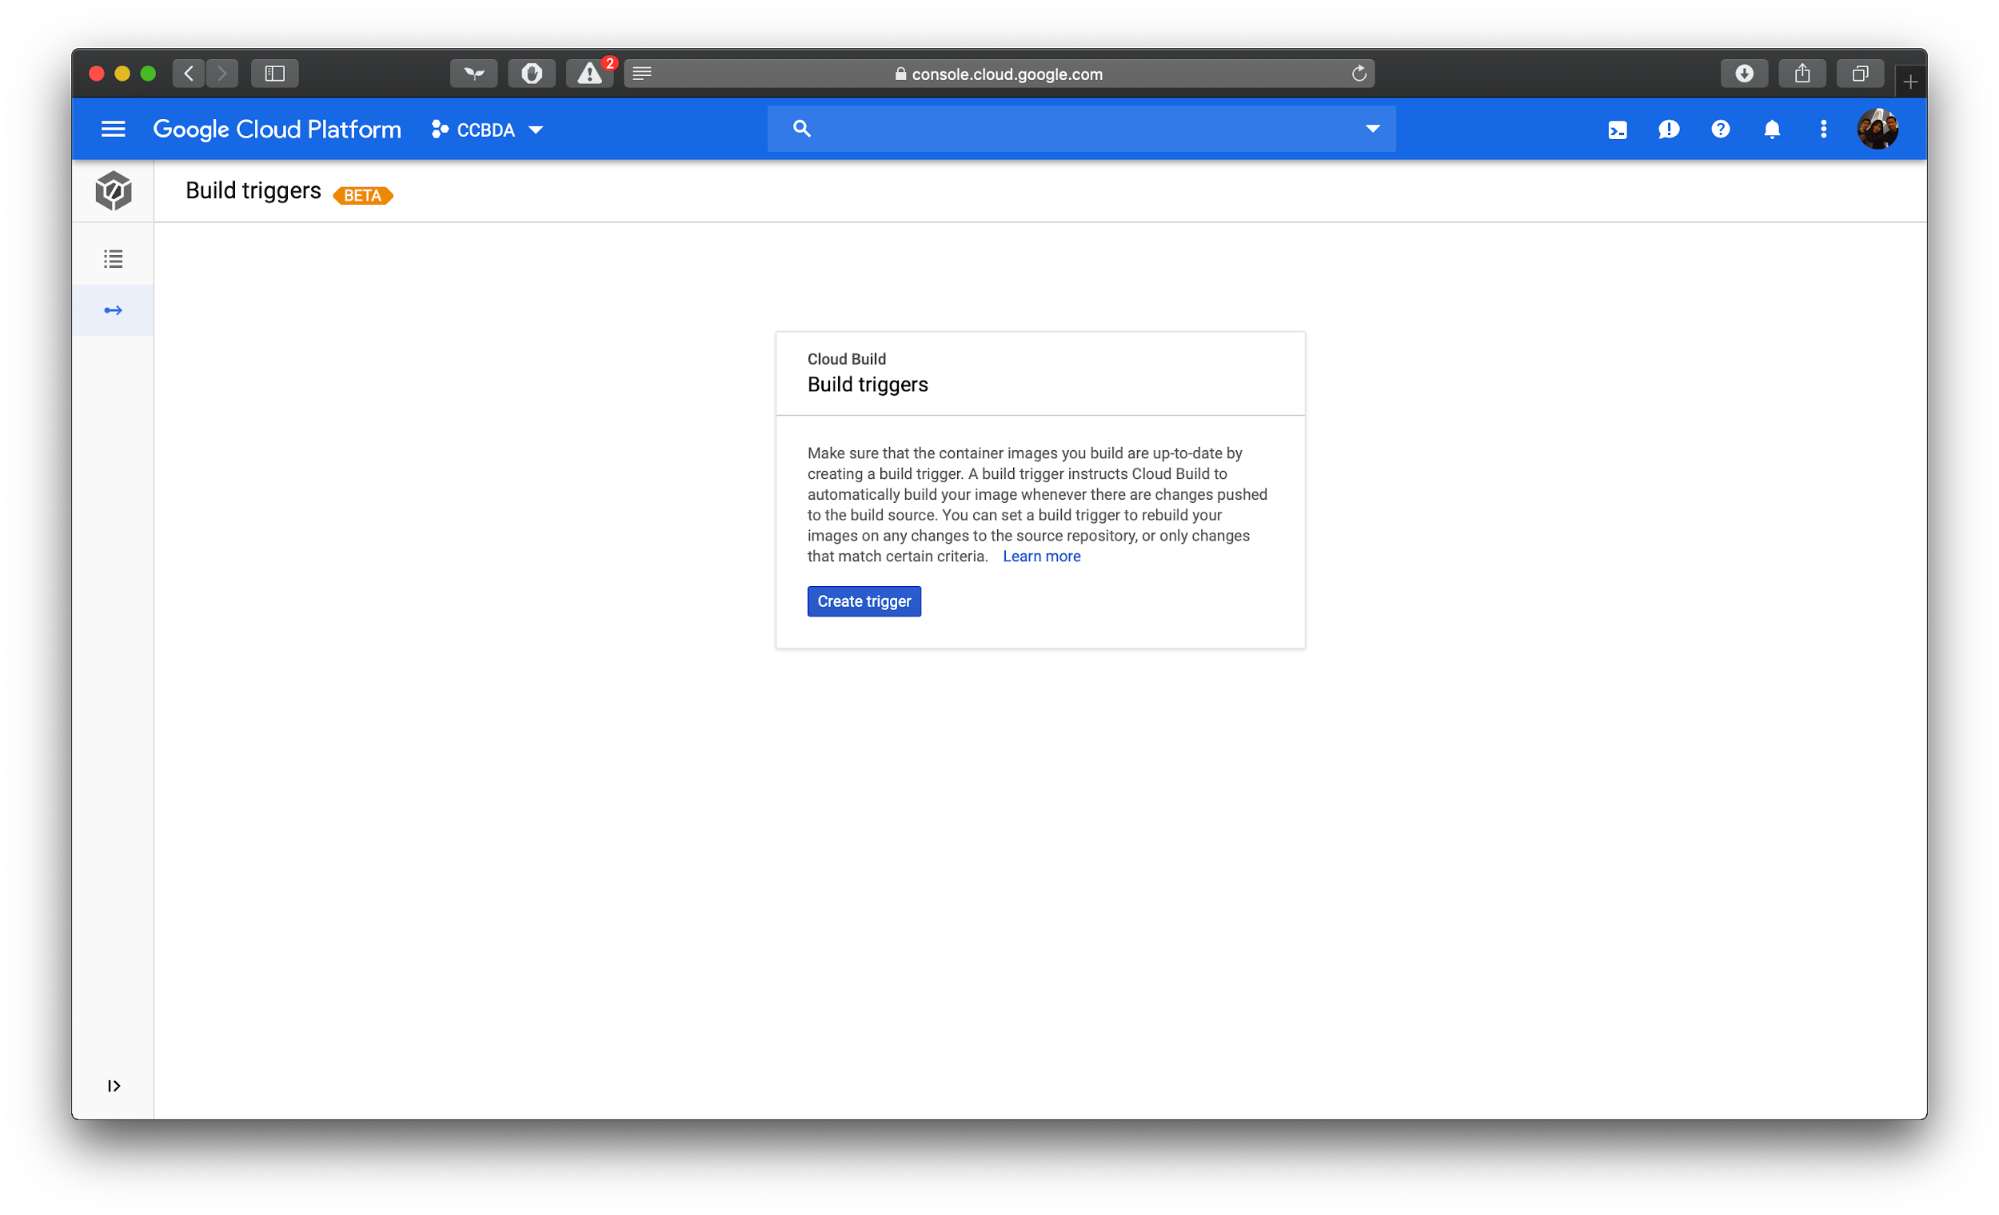 2
console.cloud.google.com
Google Cloud Platform
CCBDA
Build triggers
BETA
Cloud Build
Build triggers
Make sure that the container images you build are up-to-date by
creating a build trigger. A build trigger instructs Cloud Build to
automatically build your image whenever there are changes pushed
to the build source. You can set a build trigger to rebuild your
images on any changes to the source repository, or only changes
that match certain criteria. Learn more
Create trigger